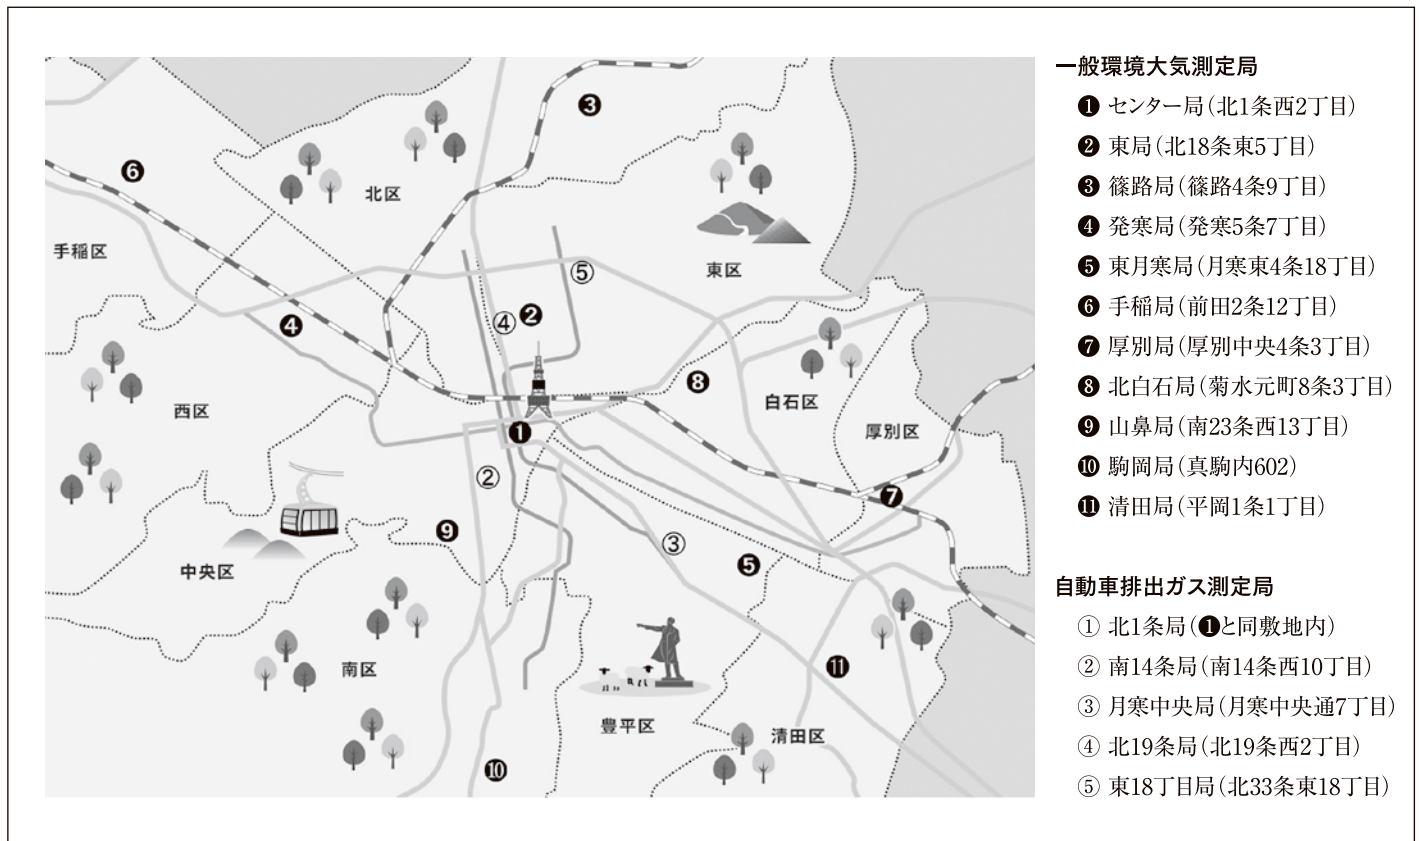 一般環境大気測定局
❶ センター局(北1条西2丁目)
❷ 東局(北18条東5丁目)
❸ 篠路局(篠路4条9丁目)
❹ 発寒局(発寒5条7丁目)
❺ 東月寒局(月寒東4条18丁目)
❻ 手稲局(前田2条12丁目)
❼ 厚別局(厚別中央4条3丁目)
❽ 北白石局(菊水元町8条3丁目)
❾ 山鼻局(南23条西13丁目)
❿ 駒岡局(真駒内602)
⓫ 清田局(平岡1条1丁目)
自動車排出ガス測定局
① 北1条局(❶と同敷地内)
② 南14条局(南14条西10丁目)
③ 月寒中央局(月寒中央通7丁目)
④ 北19条局(北19条西2丁目)
⑤ 東18丁目局(北33条東18丁目)
❸
❻
北区
手稲区
東区
⑤
❹
④
❷
❽
西区
白石区
厚別区
❶
②
❼
❾
③
❺
中央区
南区
⓫
豊平区
清田区
❿